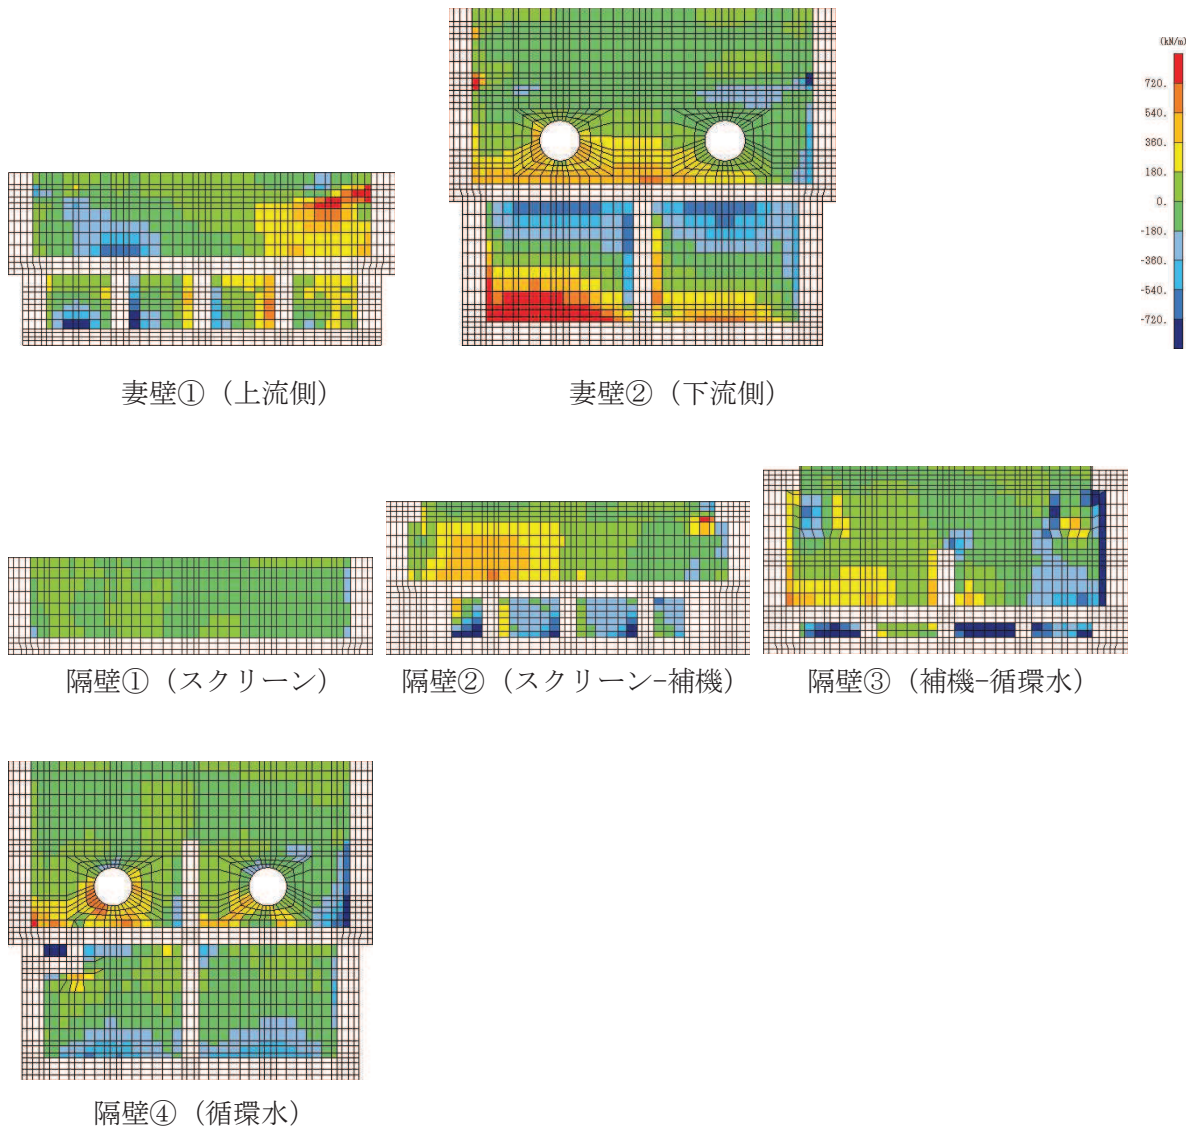 (kN/m)
720.
540.
360.
180.
0.
-180.
-360.
-540.
-720.
妻壁①（上流側）
妻壁②（下流側）
隔壁①（スクリーン）
隔壁②（スクリーン−補機）
隔壁③（補機−循環水）
隔壁④（循環水）